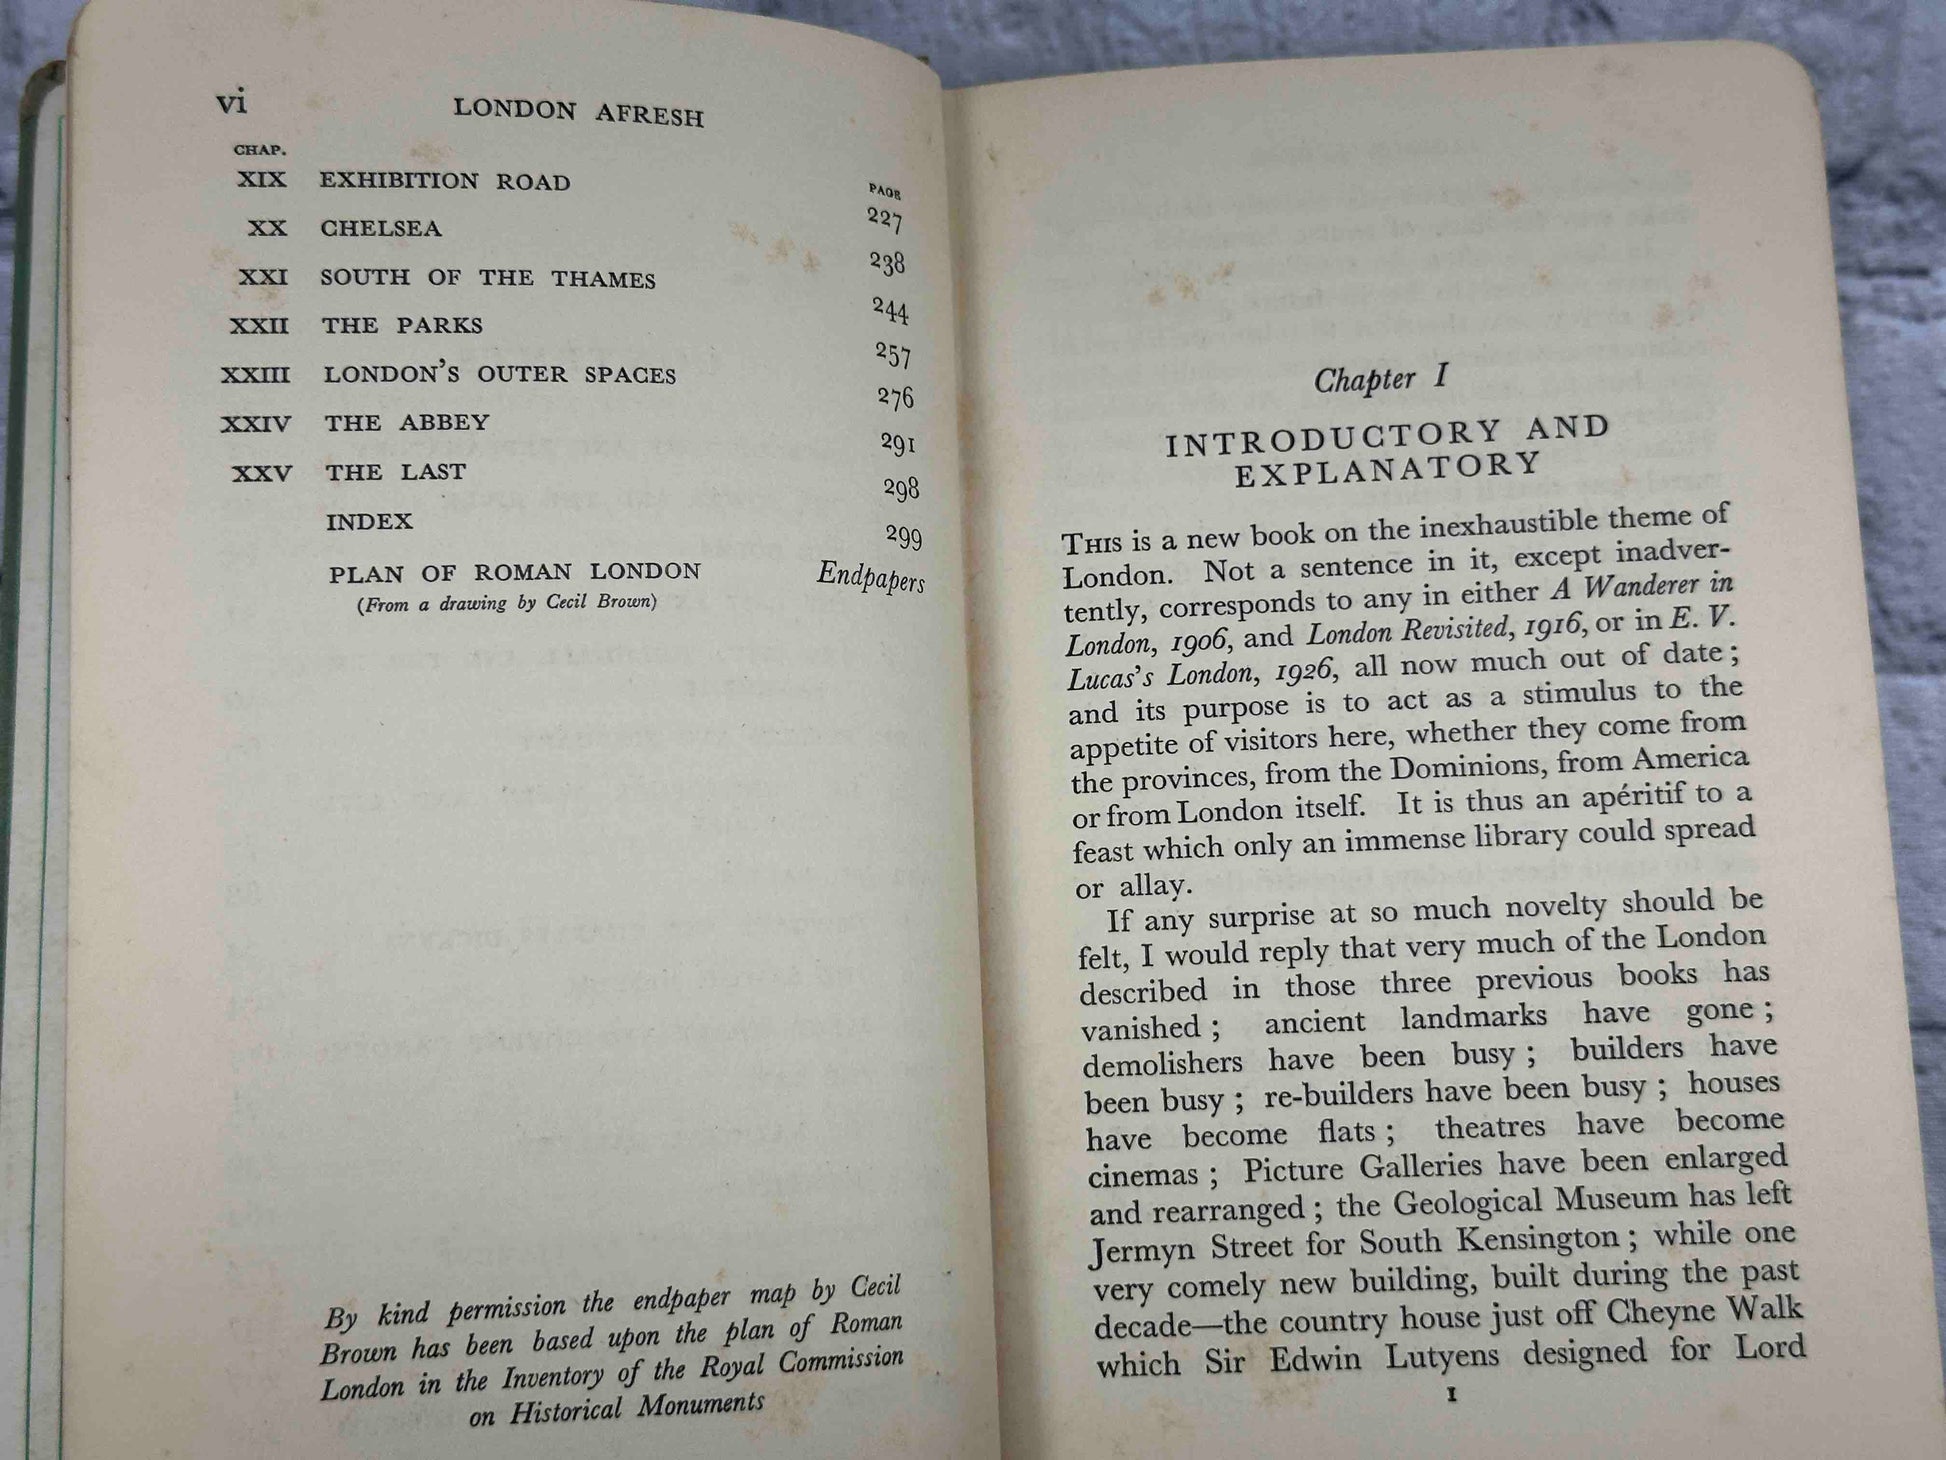 vi LONDON AFRESH
CHAP. PAGE
XIX EXHIBITION ROAD 227
XX CHELSEA 238
XXI SOUTH OF THE THAMES 244
XXII THE PARKS 257
XXIII LONDON'S OUTER SPACES 276
XXIV THE ABBEY 291
XXV THE LAST 298
INDEX 299
PLAN OF ROMAN LONDON Endpapers
(From a drawing by Cecil Brown)
By kind permission the endpaper map by Cecil
Brown has been based upon the plan of Roman
London in the Inventory of the Royal Commission
on Historical Monuments
Chapter I
INTRODUCTORY AND
EXPLANATORY
THIS is a new book on the inexhaustible theme of
London. Not a sentence in it, except inadver-
tently, corresponds to any in either A Wanderer in
London, 1906, and London Revisited, 1916, or in E. V.
Lucas's London, 1926, all now much out of date ;
and its purpose is to act as a stimulus to the
appetite of visitors here, whether they come from
the provinces, from the Dominions, from America
or from London itself. It is thus an apéritif to a
feast which only an immense library could spread
or allay.
If any surprise at so much novelty should be
felt, I would reply that very much of the London
described in those three previous books has
vanished ; ancient landmarks have gone ;
demolishers have been busy ; builders have
been busy ; re-builders have been busy ; houses
have become flats ; theatres have become
cinemas ; Picture Galleries have been enlarged
and rearranged ; the Geological Museum has left
Jermyn Street for South Kensington ; while one
very comely new building, built during the past
decade—the country house just off Cheyne Walk
which Sir Edwin Lutyens designed for Lord
1